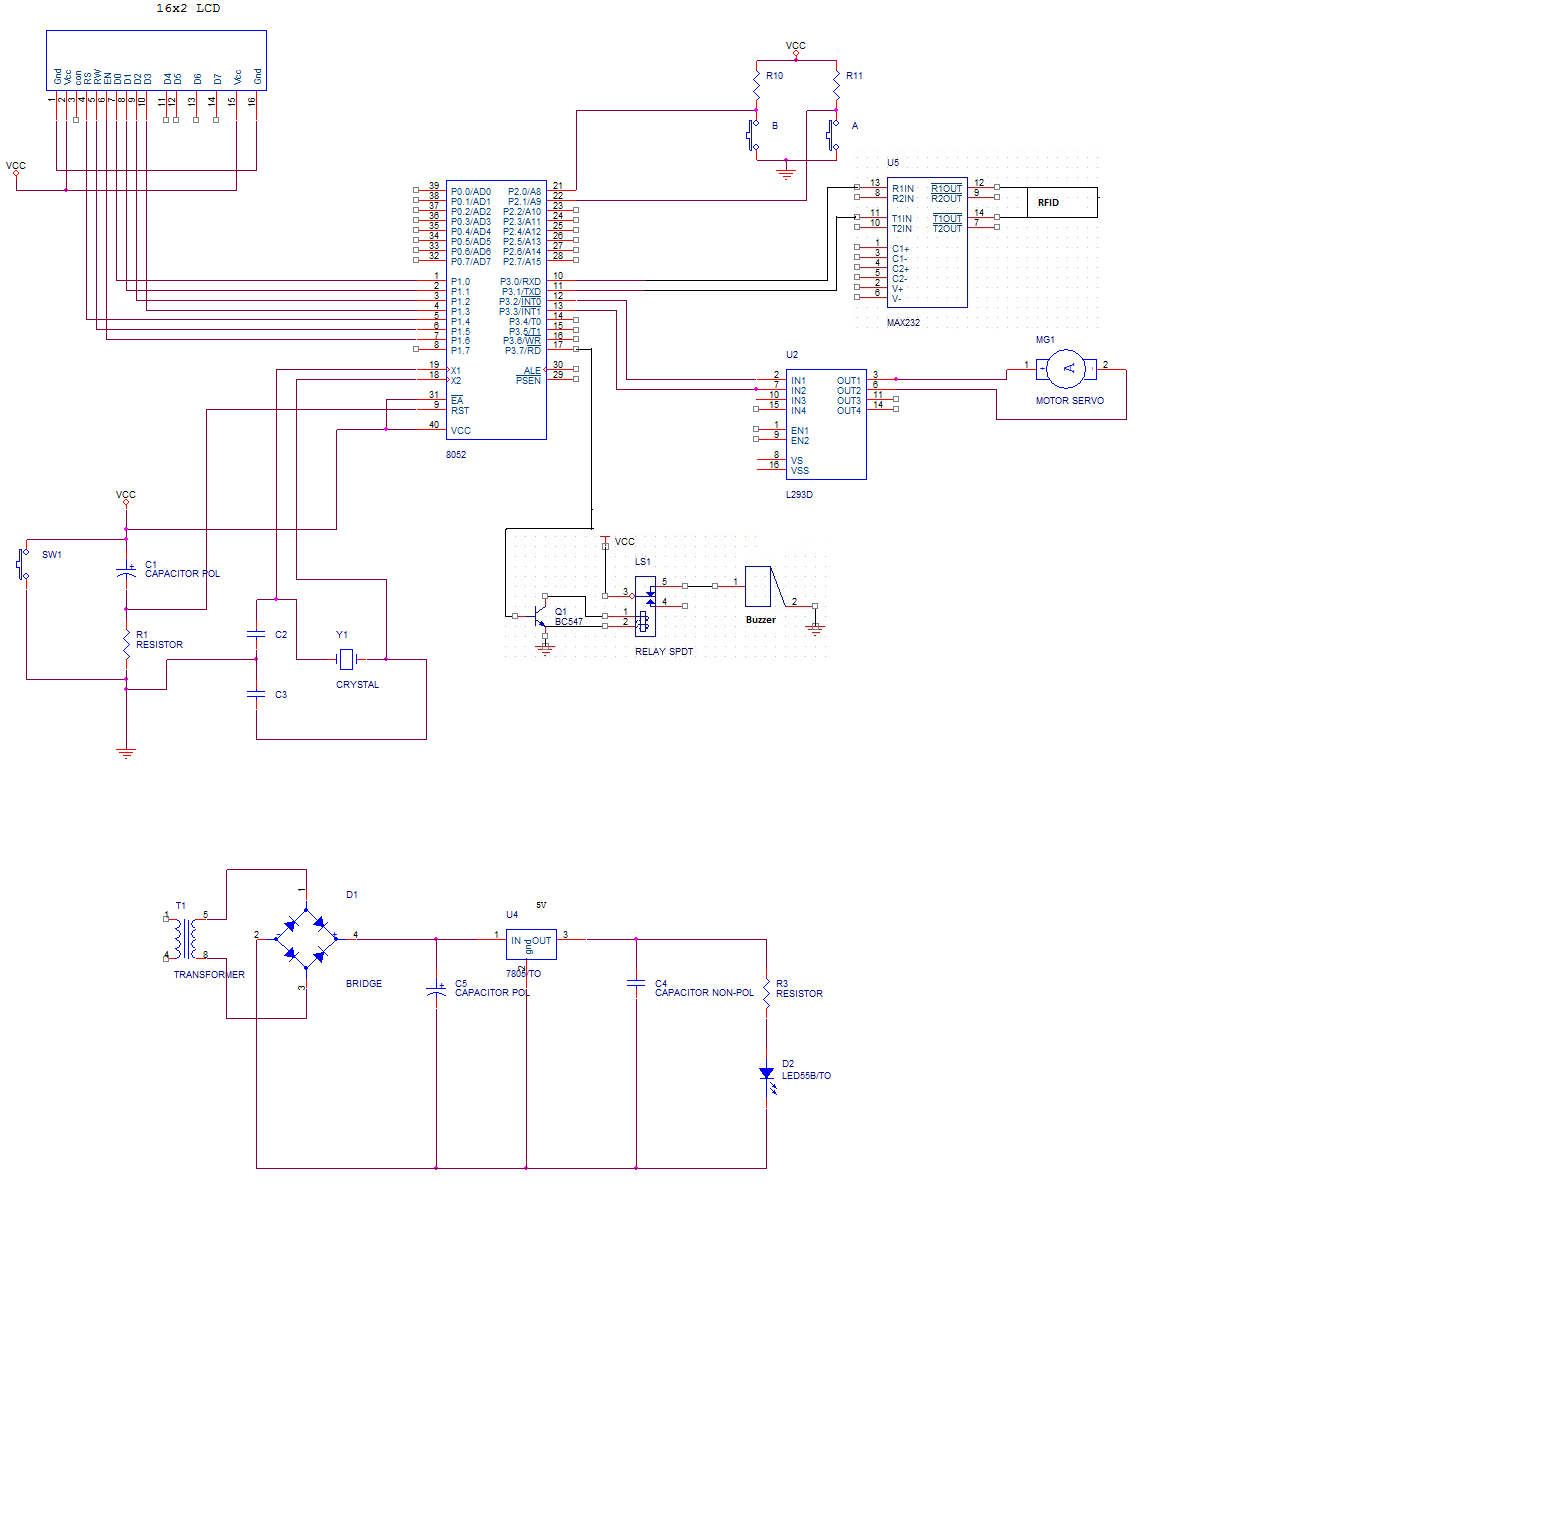 16x2 LCD
Gnd Vcc con RS RW EN D0 D1 D2 D3 D4 D5 D6 D7 Vcc Gnd
1 2 3 4 5 6 7 8 9 10 11 12 13 14 15 16
VCC
VCC
R10 R11
B A
39 P0.0/AD0 P2.0/A8 21
38 P0.1/AD1 P2.1/A9 22
37 P0.2/AD2 P2.2/A10 23
36 P0.3/AD3 P2.3/A11 24
35 P0.4/AD4 P2.4/A12 25
34 P0.5/AD5 P2.5/A13 26
33 P0.6/AD6 P2.6/A14 27
32 P0.7/AD7 P2.7/A15 28
1 P1.0 P3.0/RXD 10
2 P1.1 P3.1/TXD 11
3 P1.2 P3.2/INT0 12
4 P1.3 P3.3/INT1 13
5 P1.4 P3.4/T0 14
6 P1.5 P3.5/T1 15
7 P1.6 P3.6/WR 16
8 P1.7 P3.7/RD 17
19 X1 ALE 30
18 X2 PSEN 29
31 EA
9 RST
40 VCC
8052
U5
13 R1IN R1OUT 12
8 R2IN R2OUT 9
11 T1IN T1OUT 14
10 T2IN T2OUT 7
1 C1+
3 C1-
4 C2+
5 C2-
2 V+
6 V-
MAX232
RFID
U2
2 IN1 OUT1 3
7 IN2 OUT2 6
10 IN3 OUT3 11
15 IN4 OUT4 14
1 EN1
9 EN2
8 VS
16 VSS
L293D
MG1
1 + A - 2
MOTOR SERVO
VCC
SW1
C1
+
CAPACITOR POL
R1
RESISTOR
C2
C3
Y1
CRYSTAL
VCC
LS1
3 5
4
1
2
Q1
BC547
RELAY SPDT
1 2
Buzzer
T1
1 5
4 8
TRANSFORMER
D1
1
2 - + 4
3
BRIDGE
5V
U4
1 IN OUT 3
gnd
2
7805/TO
C5
+
CAPACITOR POL
C4
CAPACITOR NON-POL
R3
RESISTOR
D2
LED55B/TO